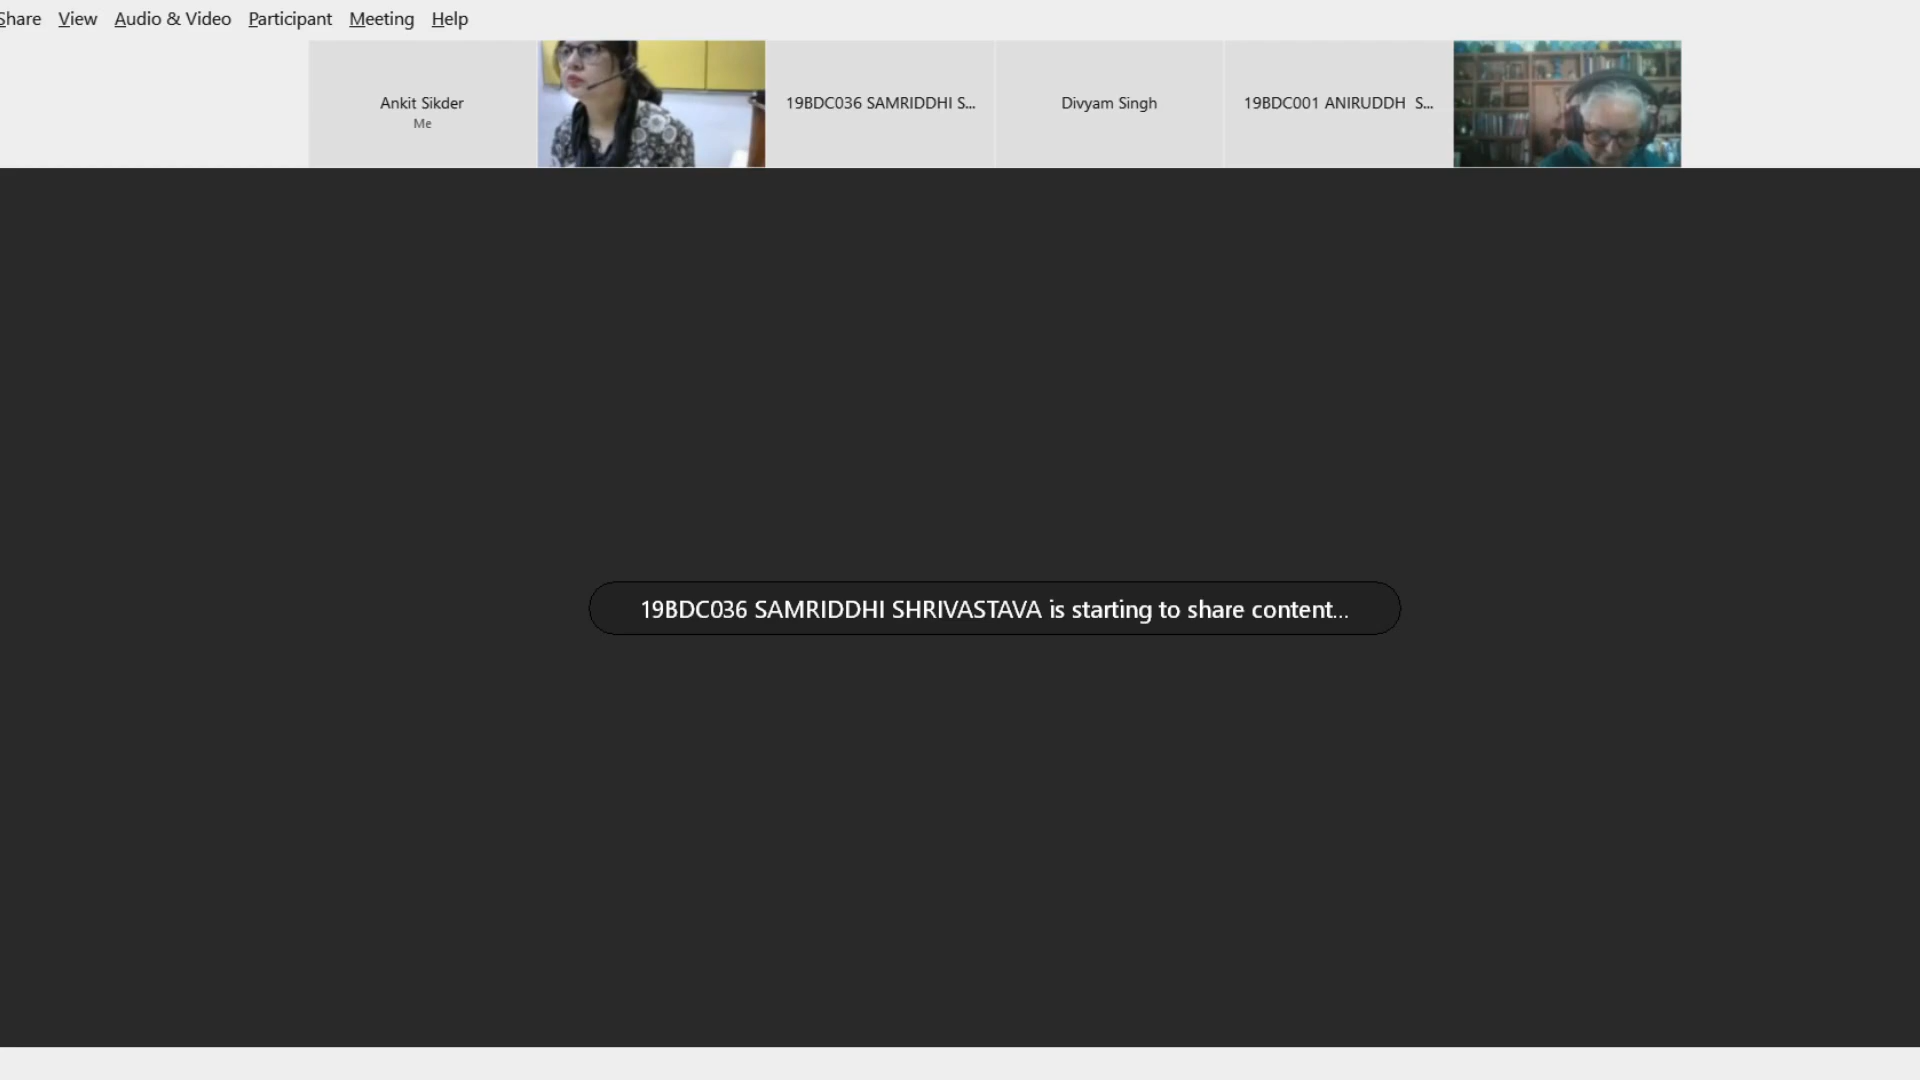 Share View Audio & Video Participant Meeting Help
Ankit Sikder
Me
19BDC036 SAMRIDDHI S...
Divyam Singh
19BDC001 ANIRUDDH S...
19BDC036 SAMRIDDHI SHRIVASTAVA is starting to share content...